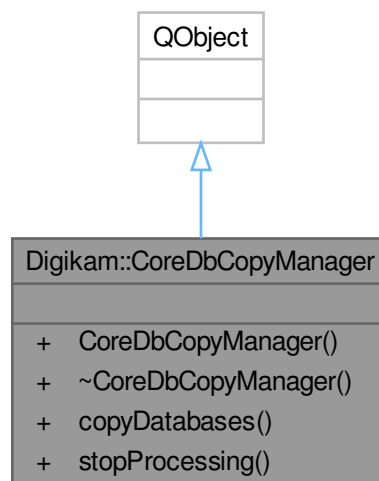 QObject
Digikam::CoreDbCopyManager
+ CoreDbCopyManager()
+ ~CoreDbCopyManager()
+ copyDatabases()
+ stopProcessing()